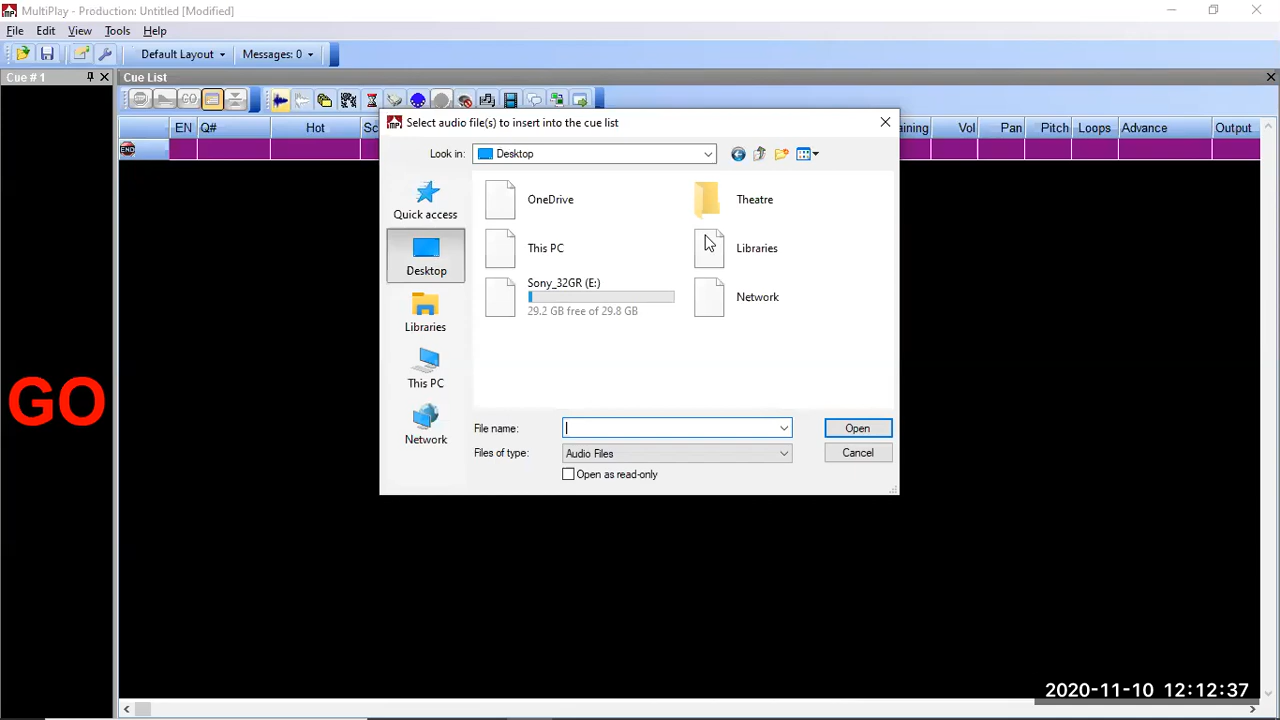 MultiPlay - Production: Untitled [Modified]
File Edit View Tools Help
Default Layout Messages: 0
Cue # 1
Cue List
EN Q# Hot Pan Pitch Loops Advance Output Vol
END
Select audio file(s) to insert into the cue list
Look in: Desktop
Quick access
Desktop
Libraries
This PC
Network
OneDrive
Theatre
This PC
Libraries
Sony_32GR (E:)
29.2 GB free of 29.8 GB
Network
File name: Open
Files of type: Audio Files Cancel
Open as read-only
GO
2020-11-10 12:12:37